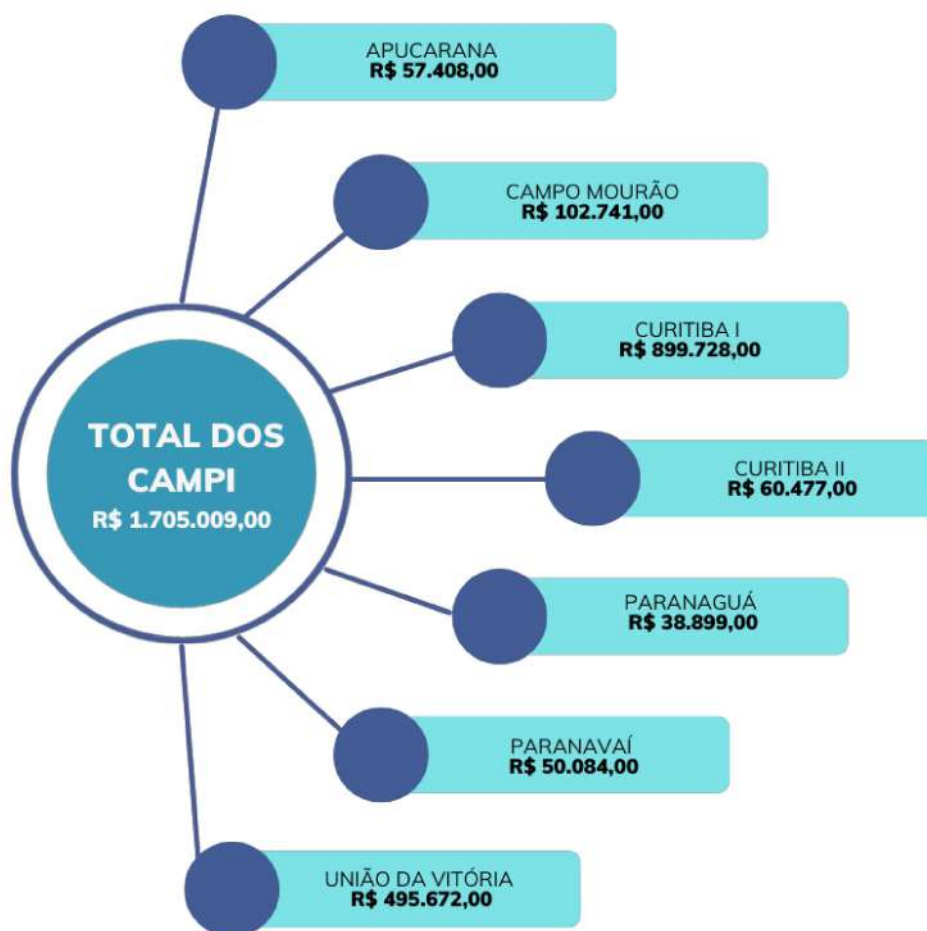 APUCARANA
R$ 57.408,00
CAMPO MOURÃO
R$ 102.741,00
CURITIBA I
R$ 899.728,00
TOTAL DOS
CAMPI
R$ 1.705.009,00
CURITIBA II
R$ 60.477,00
PARANAGUÁ
R$ 38.899,00
PARANAVAÍ
R$ 50.084,00
UNIÃO DA VITÓRIA
R$ 495.672,00